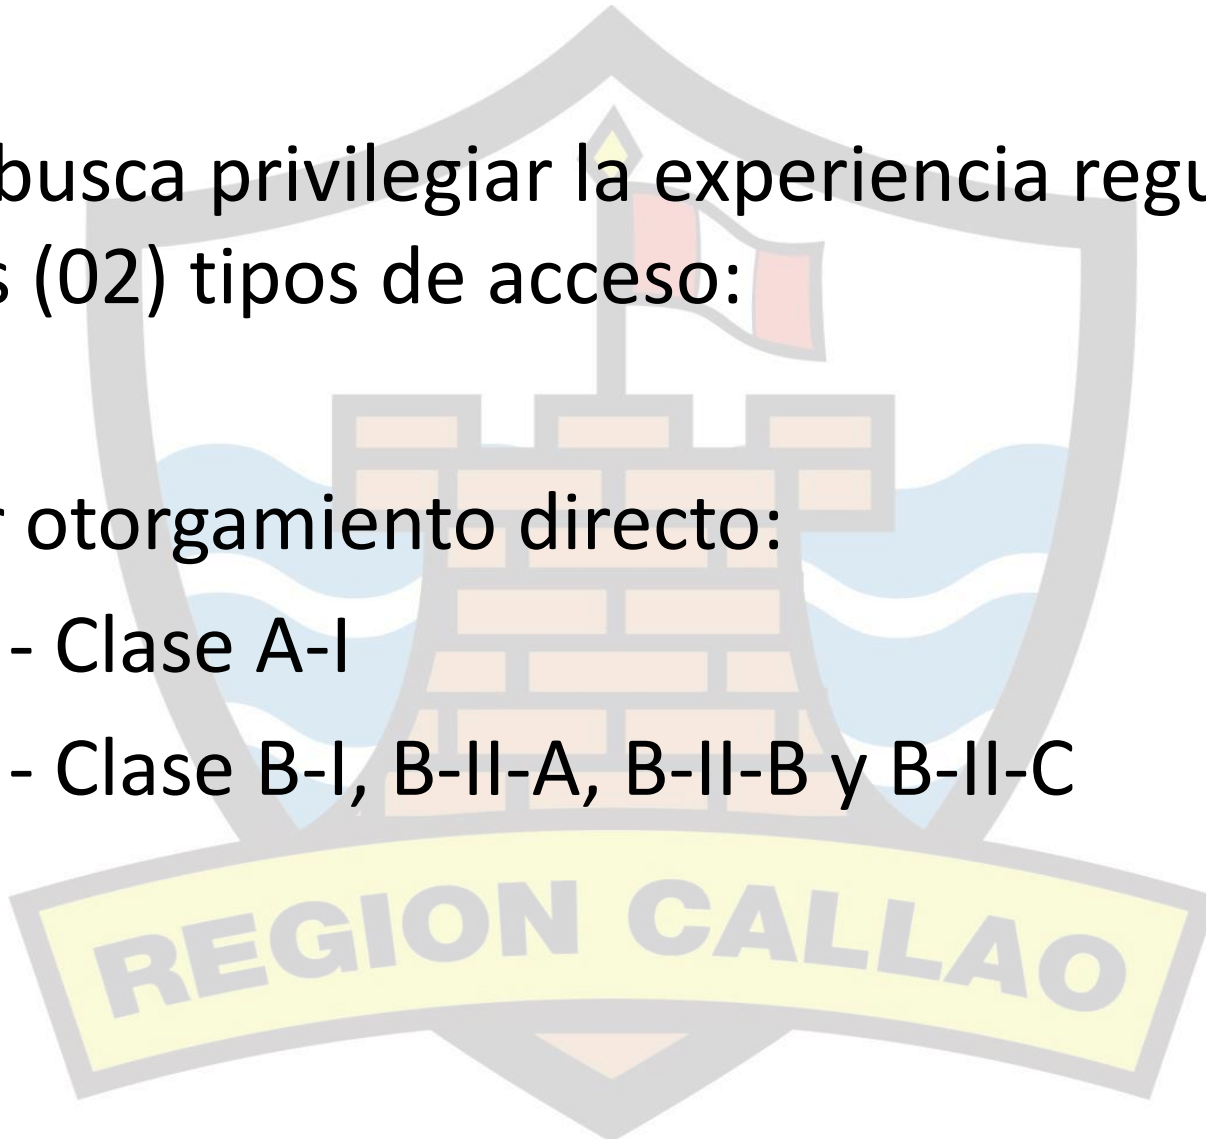 busca privilegiar la experiencia regu
s (02) tipos de acceso:
r otorgamiento directo:
- Clase A-I
- Clase B-I, B-II-A, B-II-B y B-II-C
REGION CALLAO